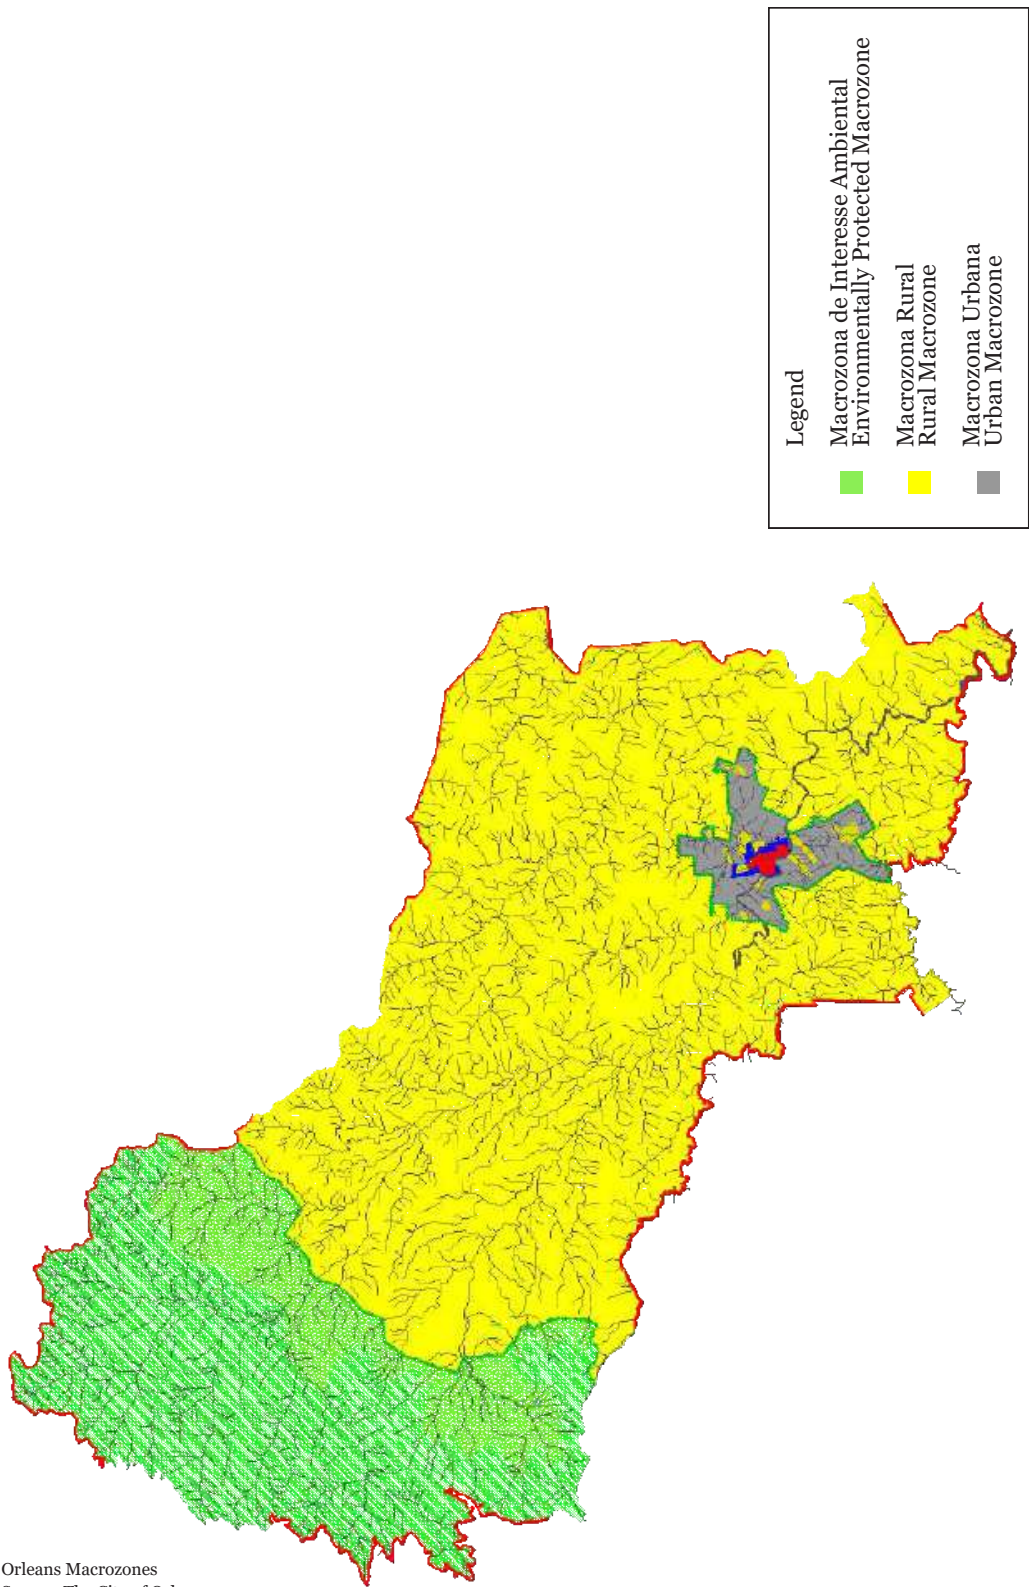 Legend
Macrozona de Interesse Ambiental
Environmentally Protected Macrozone
Macrozona Rural
Rural Macrozone
Macrozona Urbana
Urban Macrozone
Orleans Macrozones